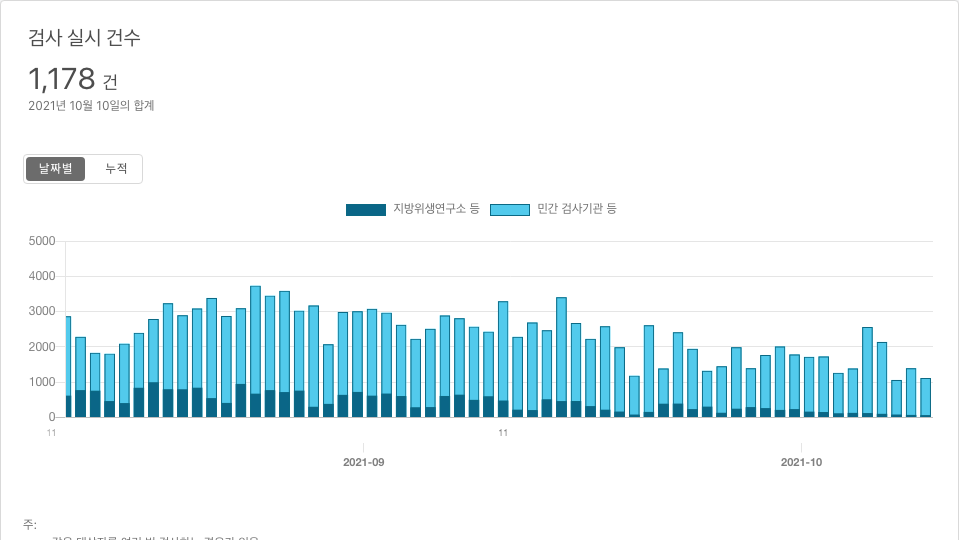 검사 실시 건수
1,178 건
2021년 10월 10일의 합계
날짜별 누적
지방위생연구소 등 민간 검사기관 등
5000
4000
3000
2000
1000
0
11 11
2021-09 2021-10
주: